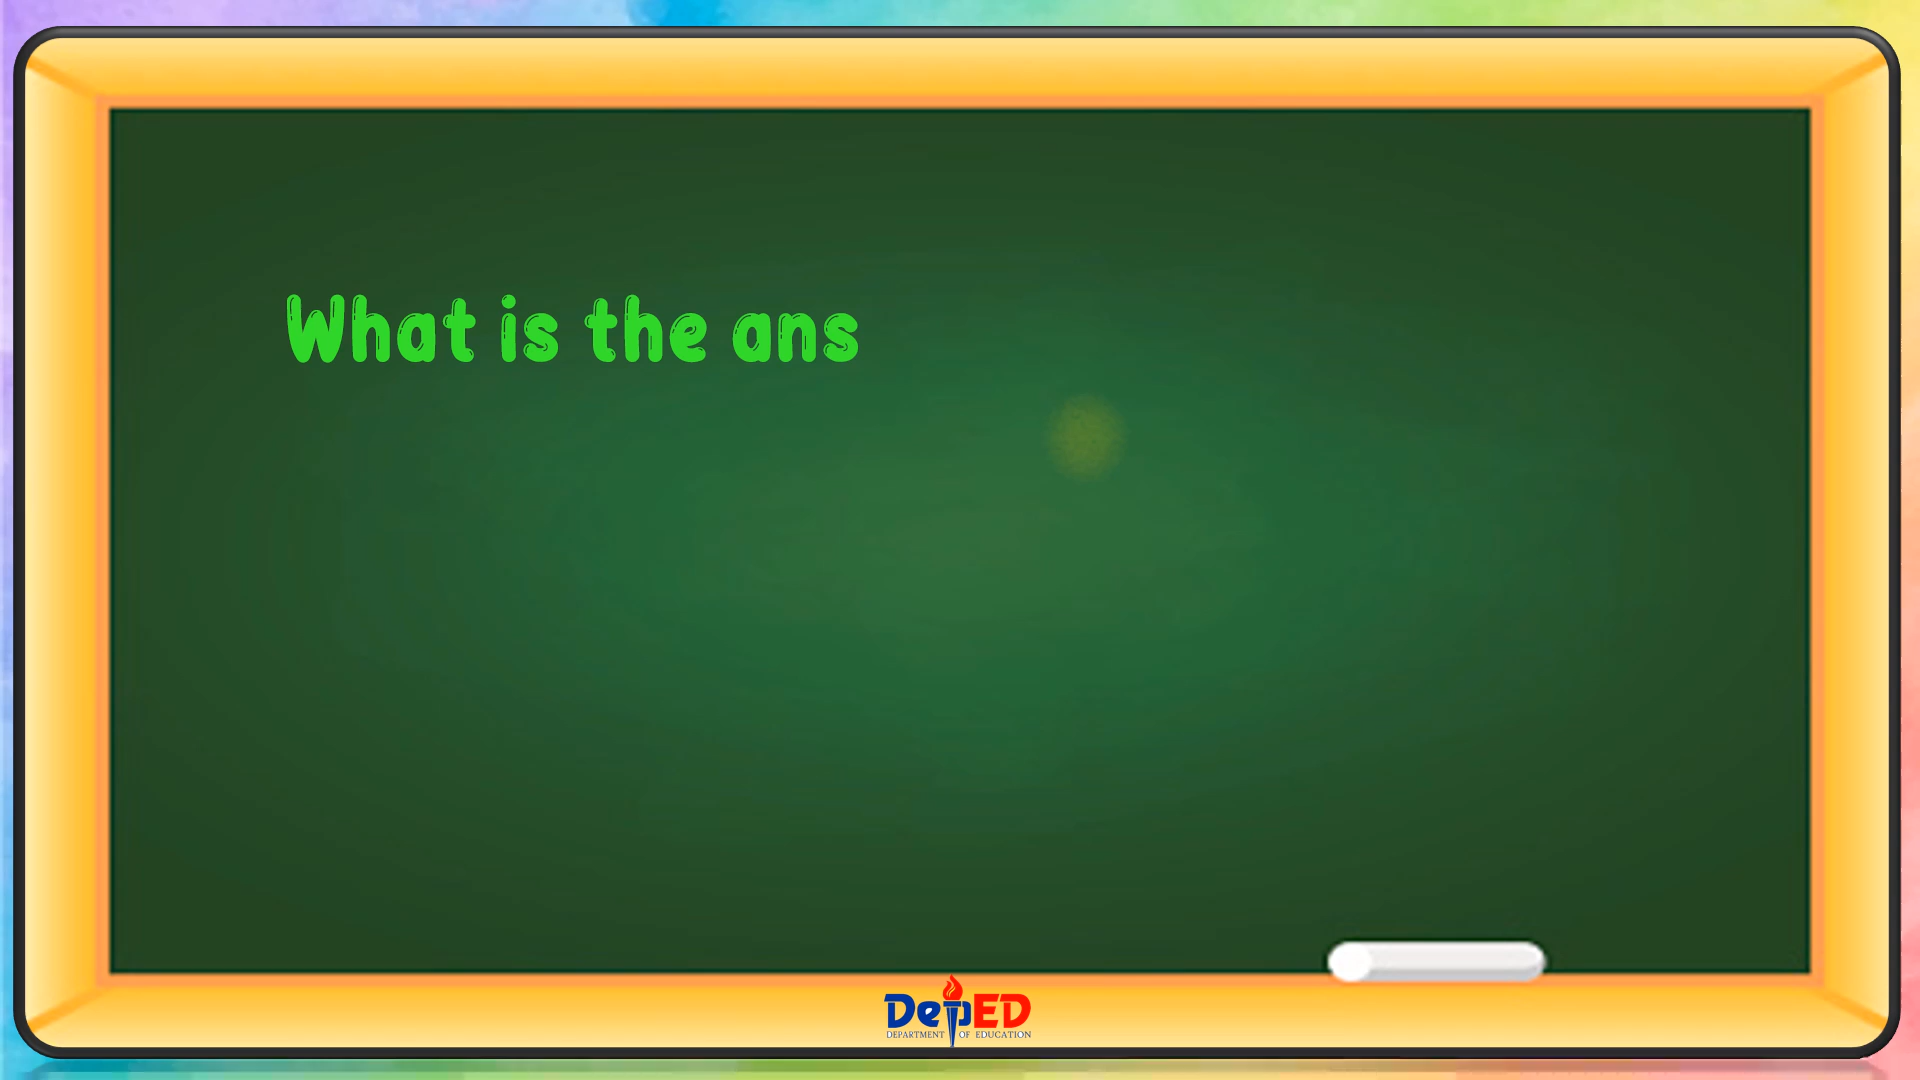 What is the ans
DepED
DEPARTMENT OF EDUCATION